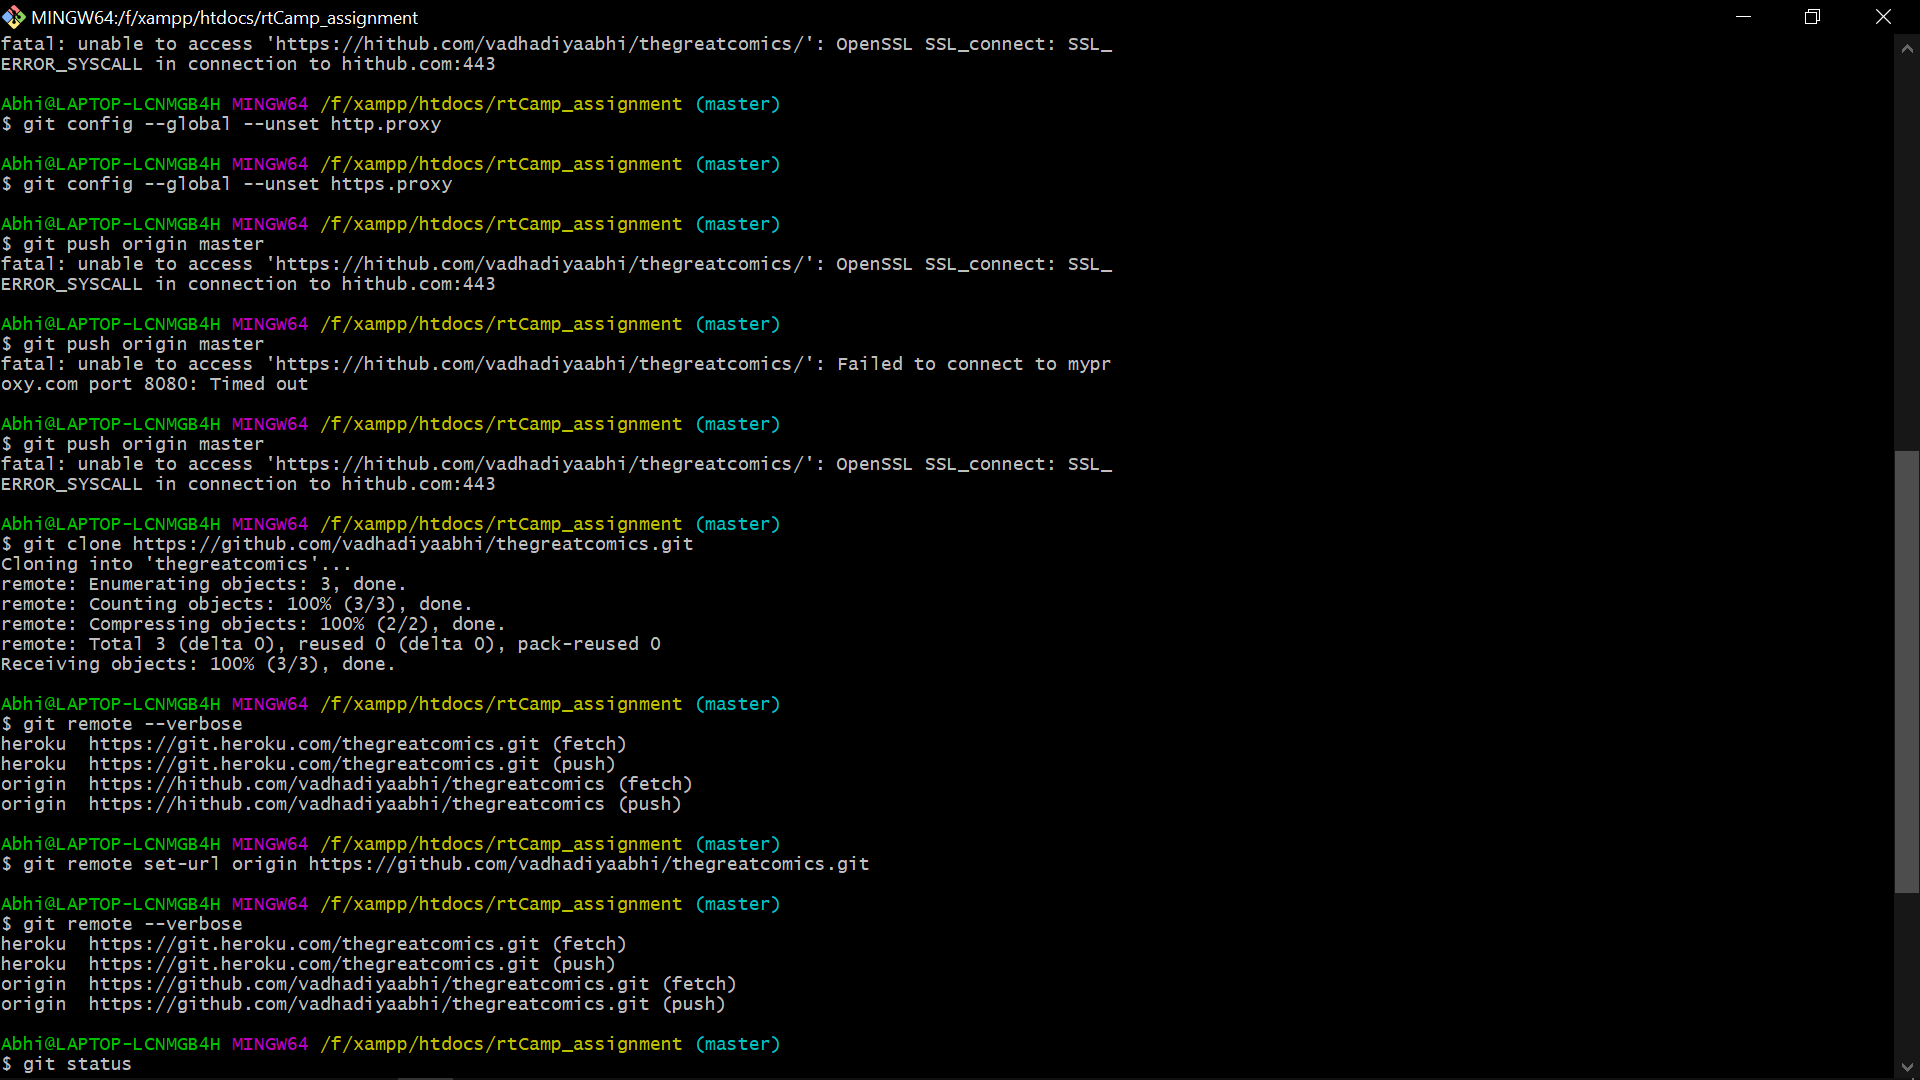 MINGW64:/f/xampp/htdocs/rtCamp_assignment
fatal: unable to access 'https://hithub.com/vadhadiyaabhi/thegreatcomics/': OpenSSL SSL_connect: SSL_
ERROR_SYSCALL in connection to hithub.com:443
Abhi@LAPTOP-LCNMGB4H MINGW64 /f/xampp/htdocs/rtCamp_assignment (master)
$ git config --global --unset http.proxy
Abhi@LAPTOP-LCNMGB4H MINGW64 /f/xampp/htdocs/rtCamp_assignment (master)
$ git config --global --unset https.proxy
Abhi@LAPTOP-LCNMGB4H MINGW64 /f/xampp/htdocs/rtCamp_assignment (master)
$ git push origin master
fatal: unable to access 'https://hithub.com/vadhadiyaabhi/thegreatcomics/': OpenSSL SSL_connect: SSL_
ERROR_SYSCALL in connection to hithub.com:443
Abhi@LAPTOP-LCNMGB4H MINGW64 /f/xampp/htdocs/rtCamp_assignment (master)
$ git push origin master
fatal: unable to access 'https://hithub.com/vadhadiyaabhi/thegreatcomics/': Failed to connect to mypr
oxy.com port 8080: Timed out
Abhi@LAPTOP-LCNMGB4H MINGW64 /f/xampp/htdocs/rtCamp_assignment (master)
$ git push origin master
fatal: unable to access 'https://hithub.com/vadhadiyaabhi/thegreatcomics/': OpenSSL SSL_connect: SSL_
ERROR_SYSCALL in connection to hithub.com:443
Abhi@LAPTOP-LCNMGB4H MINGW64 /f/xampp/htdocs/rtCamp_assignment (master)
$ git clone https://github.com/vadhadiyaabhi/thegreatcomics.git
Cloning into 'thegreatcomics'...
remote: Enumerating objects: 3, done.
remote: Counting objects: 100% (3/3), done.
remote: Compressing objects: 100% (2/2), done.
remote: Total 3 (delta 0), reused 0 (delta 0), pack-reused 0
Receiving objects: 100% (3/3), done.
Abhi@LAPTOP-LCNMGB4H MINGW64 /f/xampp/htdocs/rtCamp_assignment (master)
$ git remote --verbose
heroku  https://git.heroku.com/thegreatcomics.git (fetch)
heroku  https://git.heroku.com/thegreatcomics.git (push)
origin  https://hithub.com/vadhadiyaabhi/thegreatcomics (fetch)
origin  https://hithub.com/vadhadiyaabhi/thegreatcomics (push)
Abhi@LAPTOP-LCNMGB4H MINGW64 /f/xampp/htdocs/rtCamp_assignment (master)
$ git remote set-url origin https://github.com/vadhadiyaabhi/thegreatcomics.git
Abhi@LAPTOP-LCNMGB4H MINGW64 /f/xampp/htdocs/rtCamp_assignment (master)
$ git remote --verbose
heroku  https://git.heroku.com/thegreatcomics.git (fetch)
heroku  https://git.heroku.com/thegreatcomics.git (push)
origin  https://github.com/vadhadiyaabhi/thegreatcomics.git (fetch)
origin  https://github.com/vadhadiyaabhi/thegreatcomics.git (push)
Abhi@LAPTOP-LCNMGB4H MINGW64 /f/xampp/htdocs/rtCamp_assignment (master)
$ git status